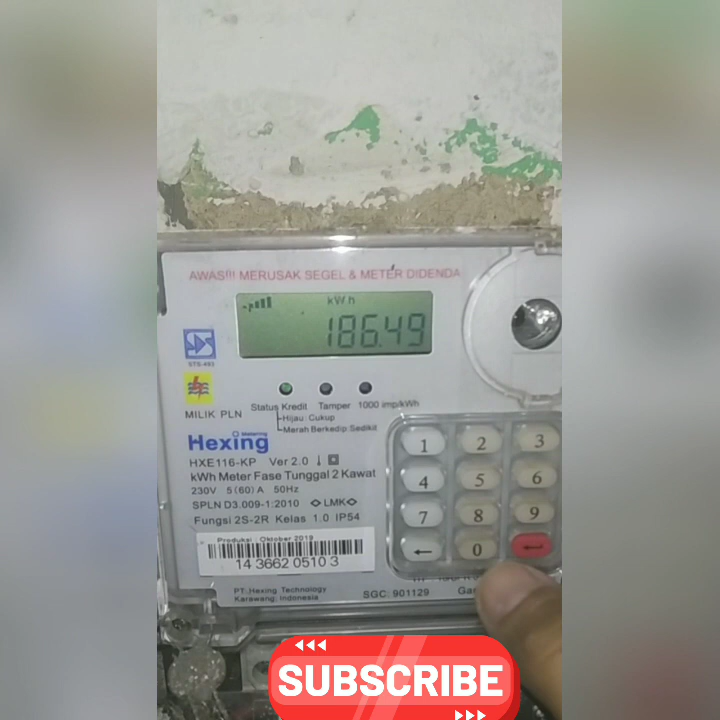 AWAS!!! MERUSAK SEGEL & METER DIDENDA
kWh
186.49
STS-493
MILIK PLN
Status Kredit Tamper 1000 imp/kWh
Hijau: Cukup
Merah Berkedip: Sedikit
Hexing
HXE116-KP Ver 2.0
kWh Meter Fase Tunggal 2 Kawat
230V 5(60)A 50Hz
SPLN D3.009-1:2010 LMK
Fungsi 2S-2R Kelas 1.0 IP54
Produksi : Oktober 2019
14 3662 0510 3
PT. Hexing Technology
Karawang, Indonesia
SGC: 901129
1 2 3
4 5 6
7 8 9
← 0
SUBSCRIBE